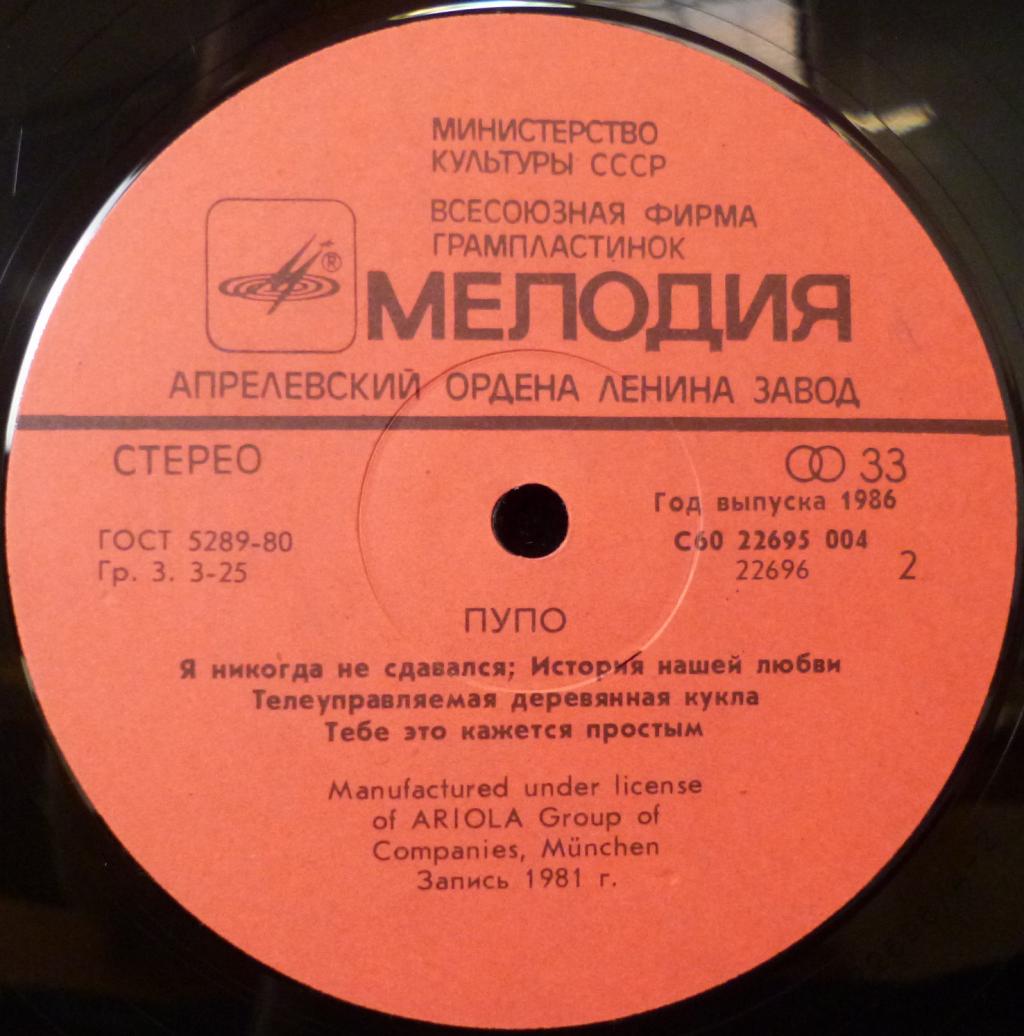 МИНИСТЕРСТВО
КУЛЬТУРЫ СССР
ВСЕСОЮЗНАЯ ФИРМА
ГРАМПЛАСТИНОК
®
МЕЛОДИЯ
АПРЕЛЕВСКИЙ ОРДЕНА ЛЕНИНА ЗАВОД
СТЕРЕО
33
Год выпуска 1986
ГОСТ 5289-80
С60 22695 004
Гр. 3. 3-25
22696
2
ПУПО
Я никогда не сдавался; История нашей любви
Телеуправляемая деревянная кукла
Тебе это кажется простым
Manufactured under license
of ARIOLA Group of
Companies, München
Запись 1981 г.